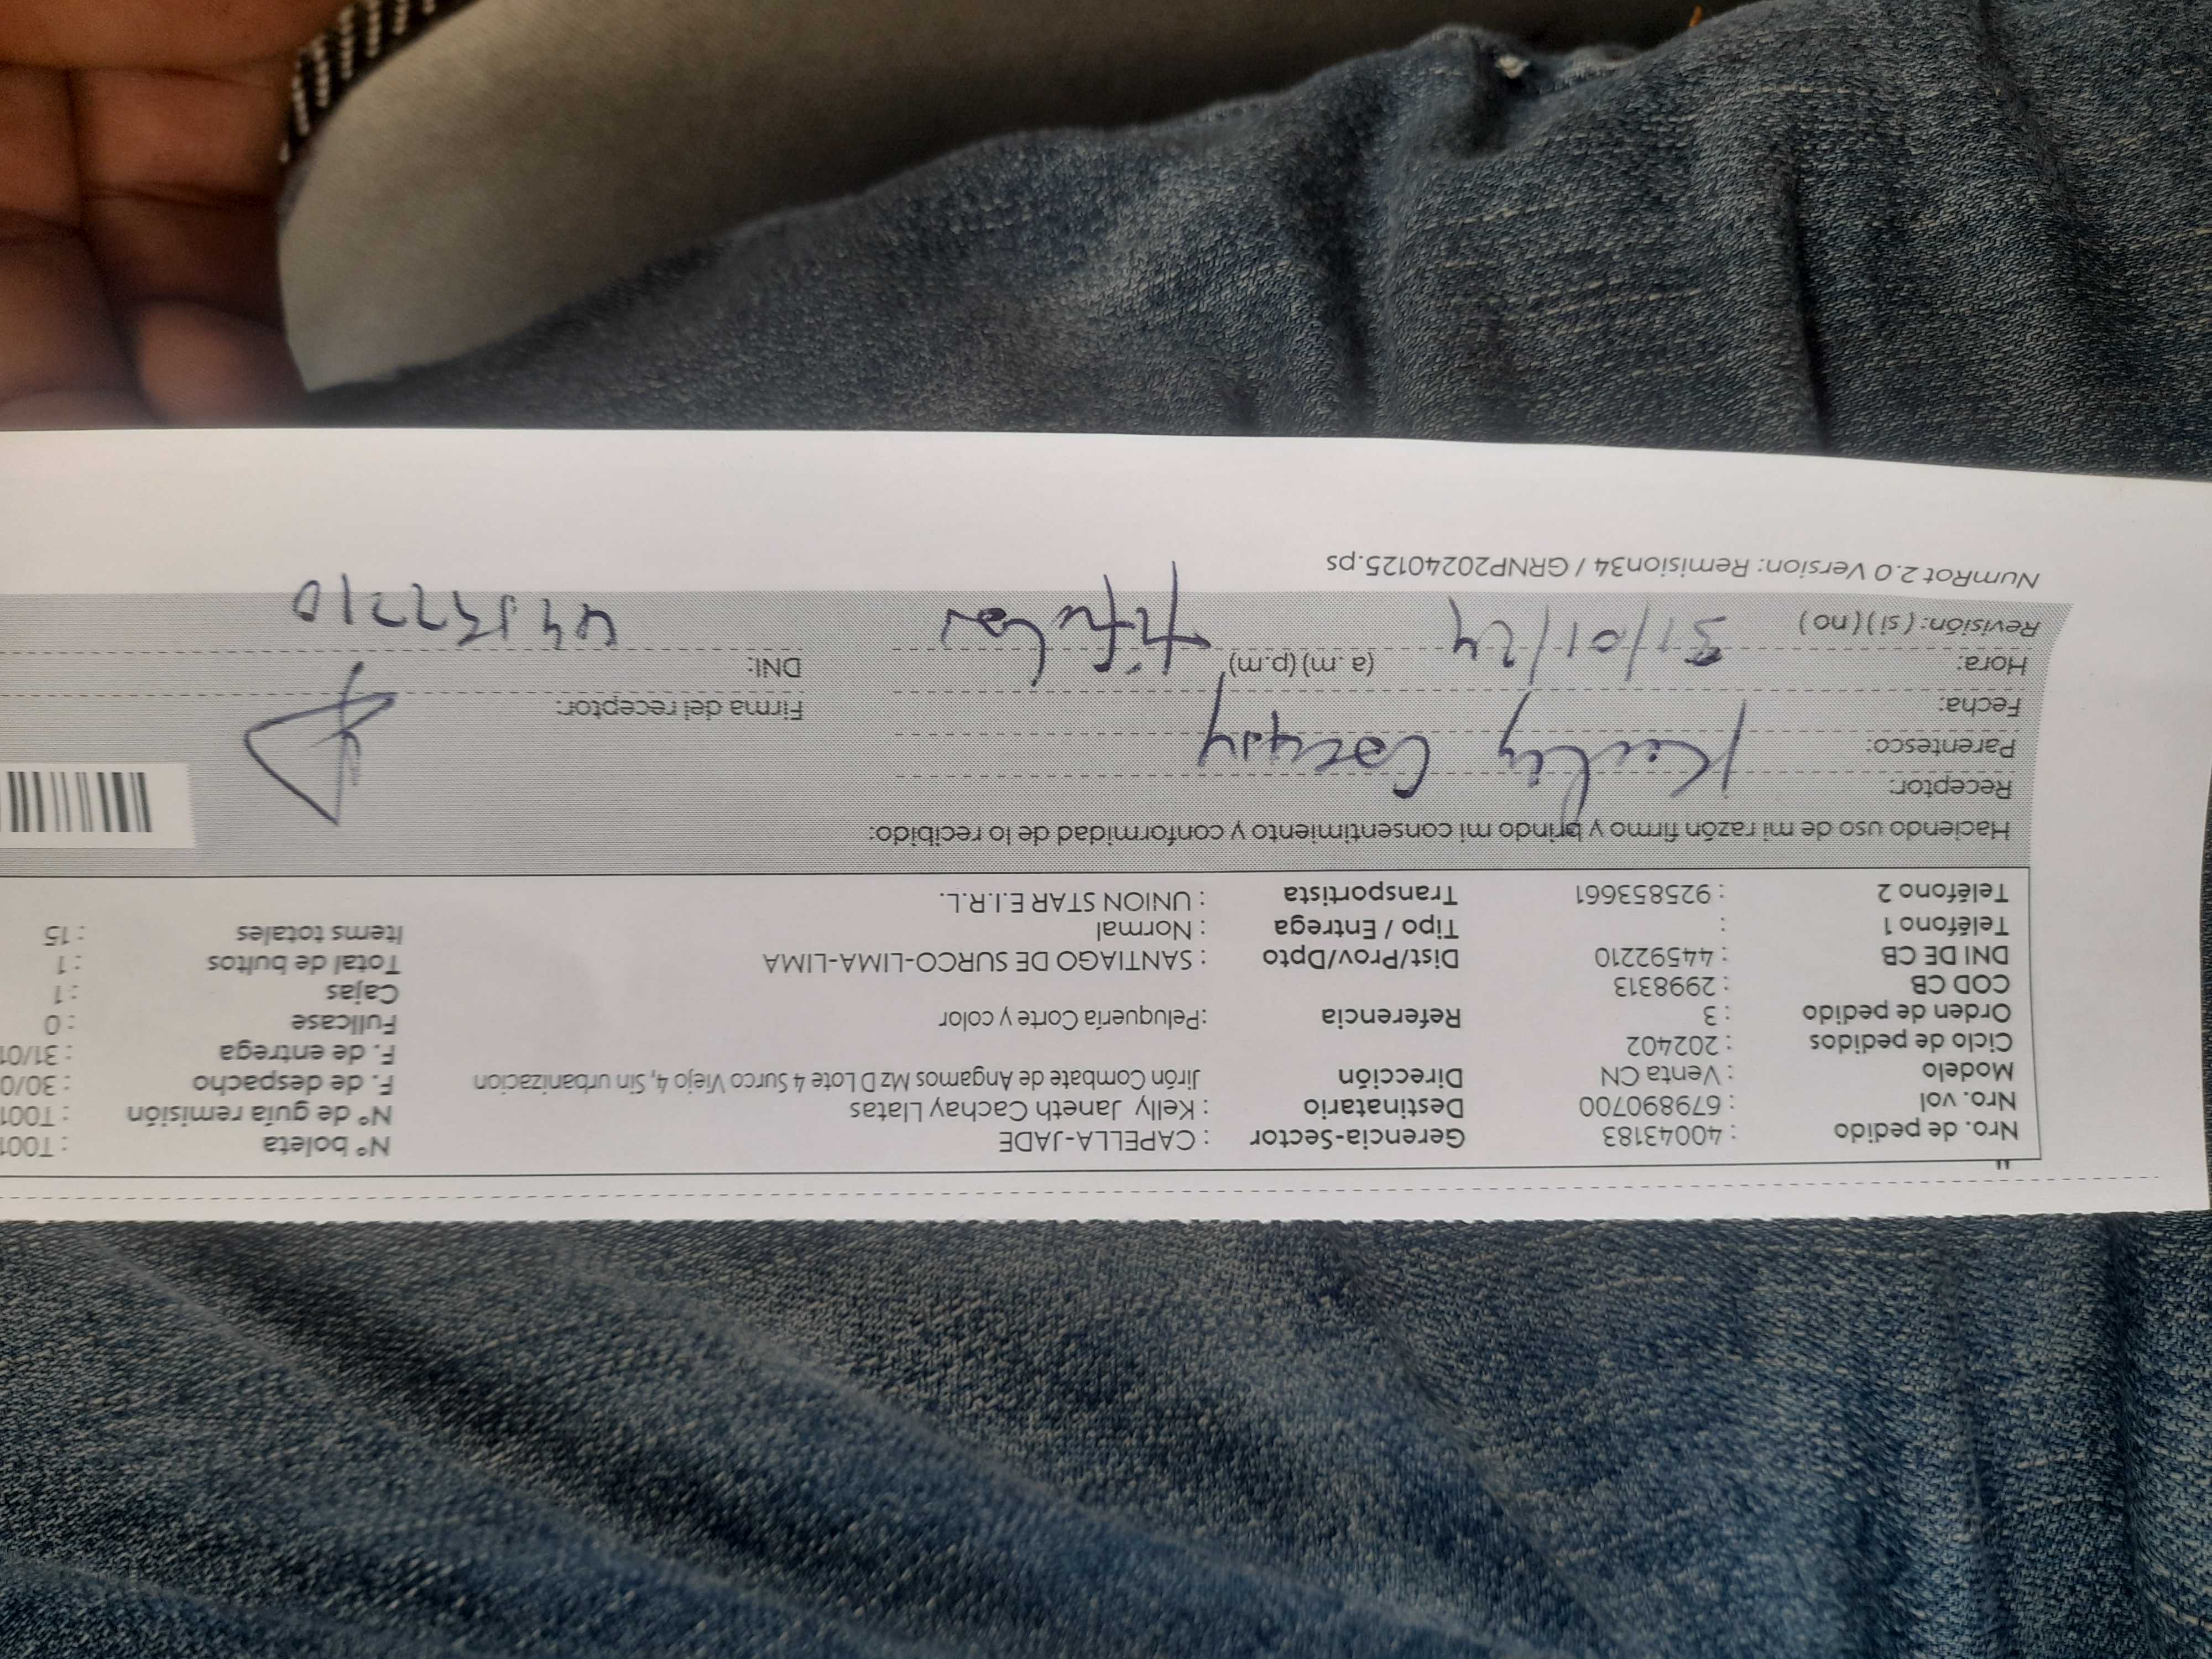 Nro. de pedido : 40043183 Gerencia-Sector : CAPELLA-JADE Nº boleta : T001
Nro. vol : 679890700 Destinatario : Kelly Janeth Cachay Llatas Nº de guía remisión : T001
Modelo : Venta CN Dirección Jirón Combate de Angamos Mz D Lote 4 Surco Viejo 4, Sin urbanizacion F. de despacho : 30/0
Ciclo de pedidos : 202402 F. de entrega : 31/01
Orden de pedido : 3 Referencia :Peluquería Corte y color Fullcase : 0
COD CB : 2998313 Cajas : 1
DNI DE CB : 44592210 Dist/Prov/Dpto : SANTIAGO DE SURCO-LIMA-LIMA Total de bultos : 1
Teléfono 1 : Tipo / Entrega : Normal Items totales : 15
Teléfono 2 : 925853661 Transportista : UNION STAR E.I.R.L.
Haciendo uso de mi razón firmo y brindo mi consentimiento y conformidad de lo recibido:
Receptor: Kelly Cachay
Parentesco:
Fecha: Firma del receptor:
Hora: 31/01/24 (a. m) (p.m) titular DNI: 44592210
Revisión: ( si ) ( no )
NumRot 2.0 Version: Remision34 / GRNP20240125.ps